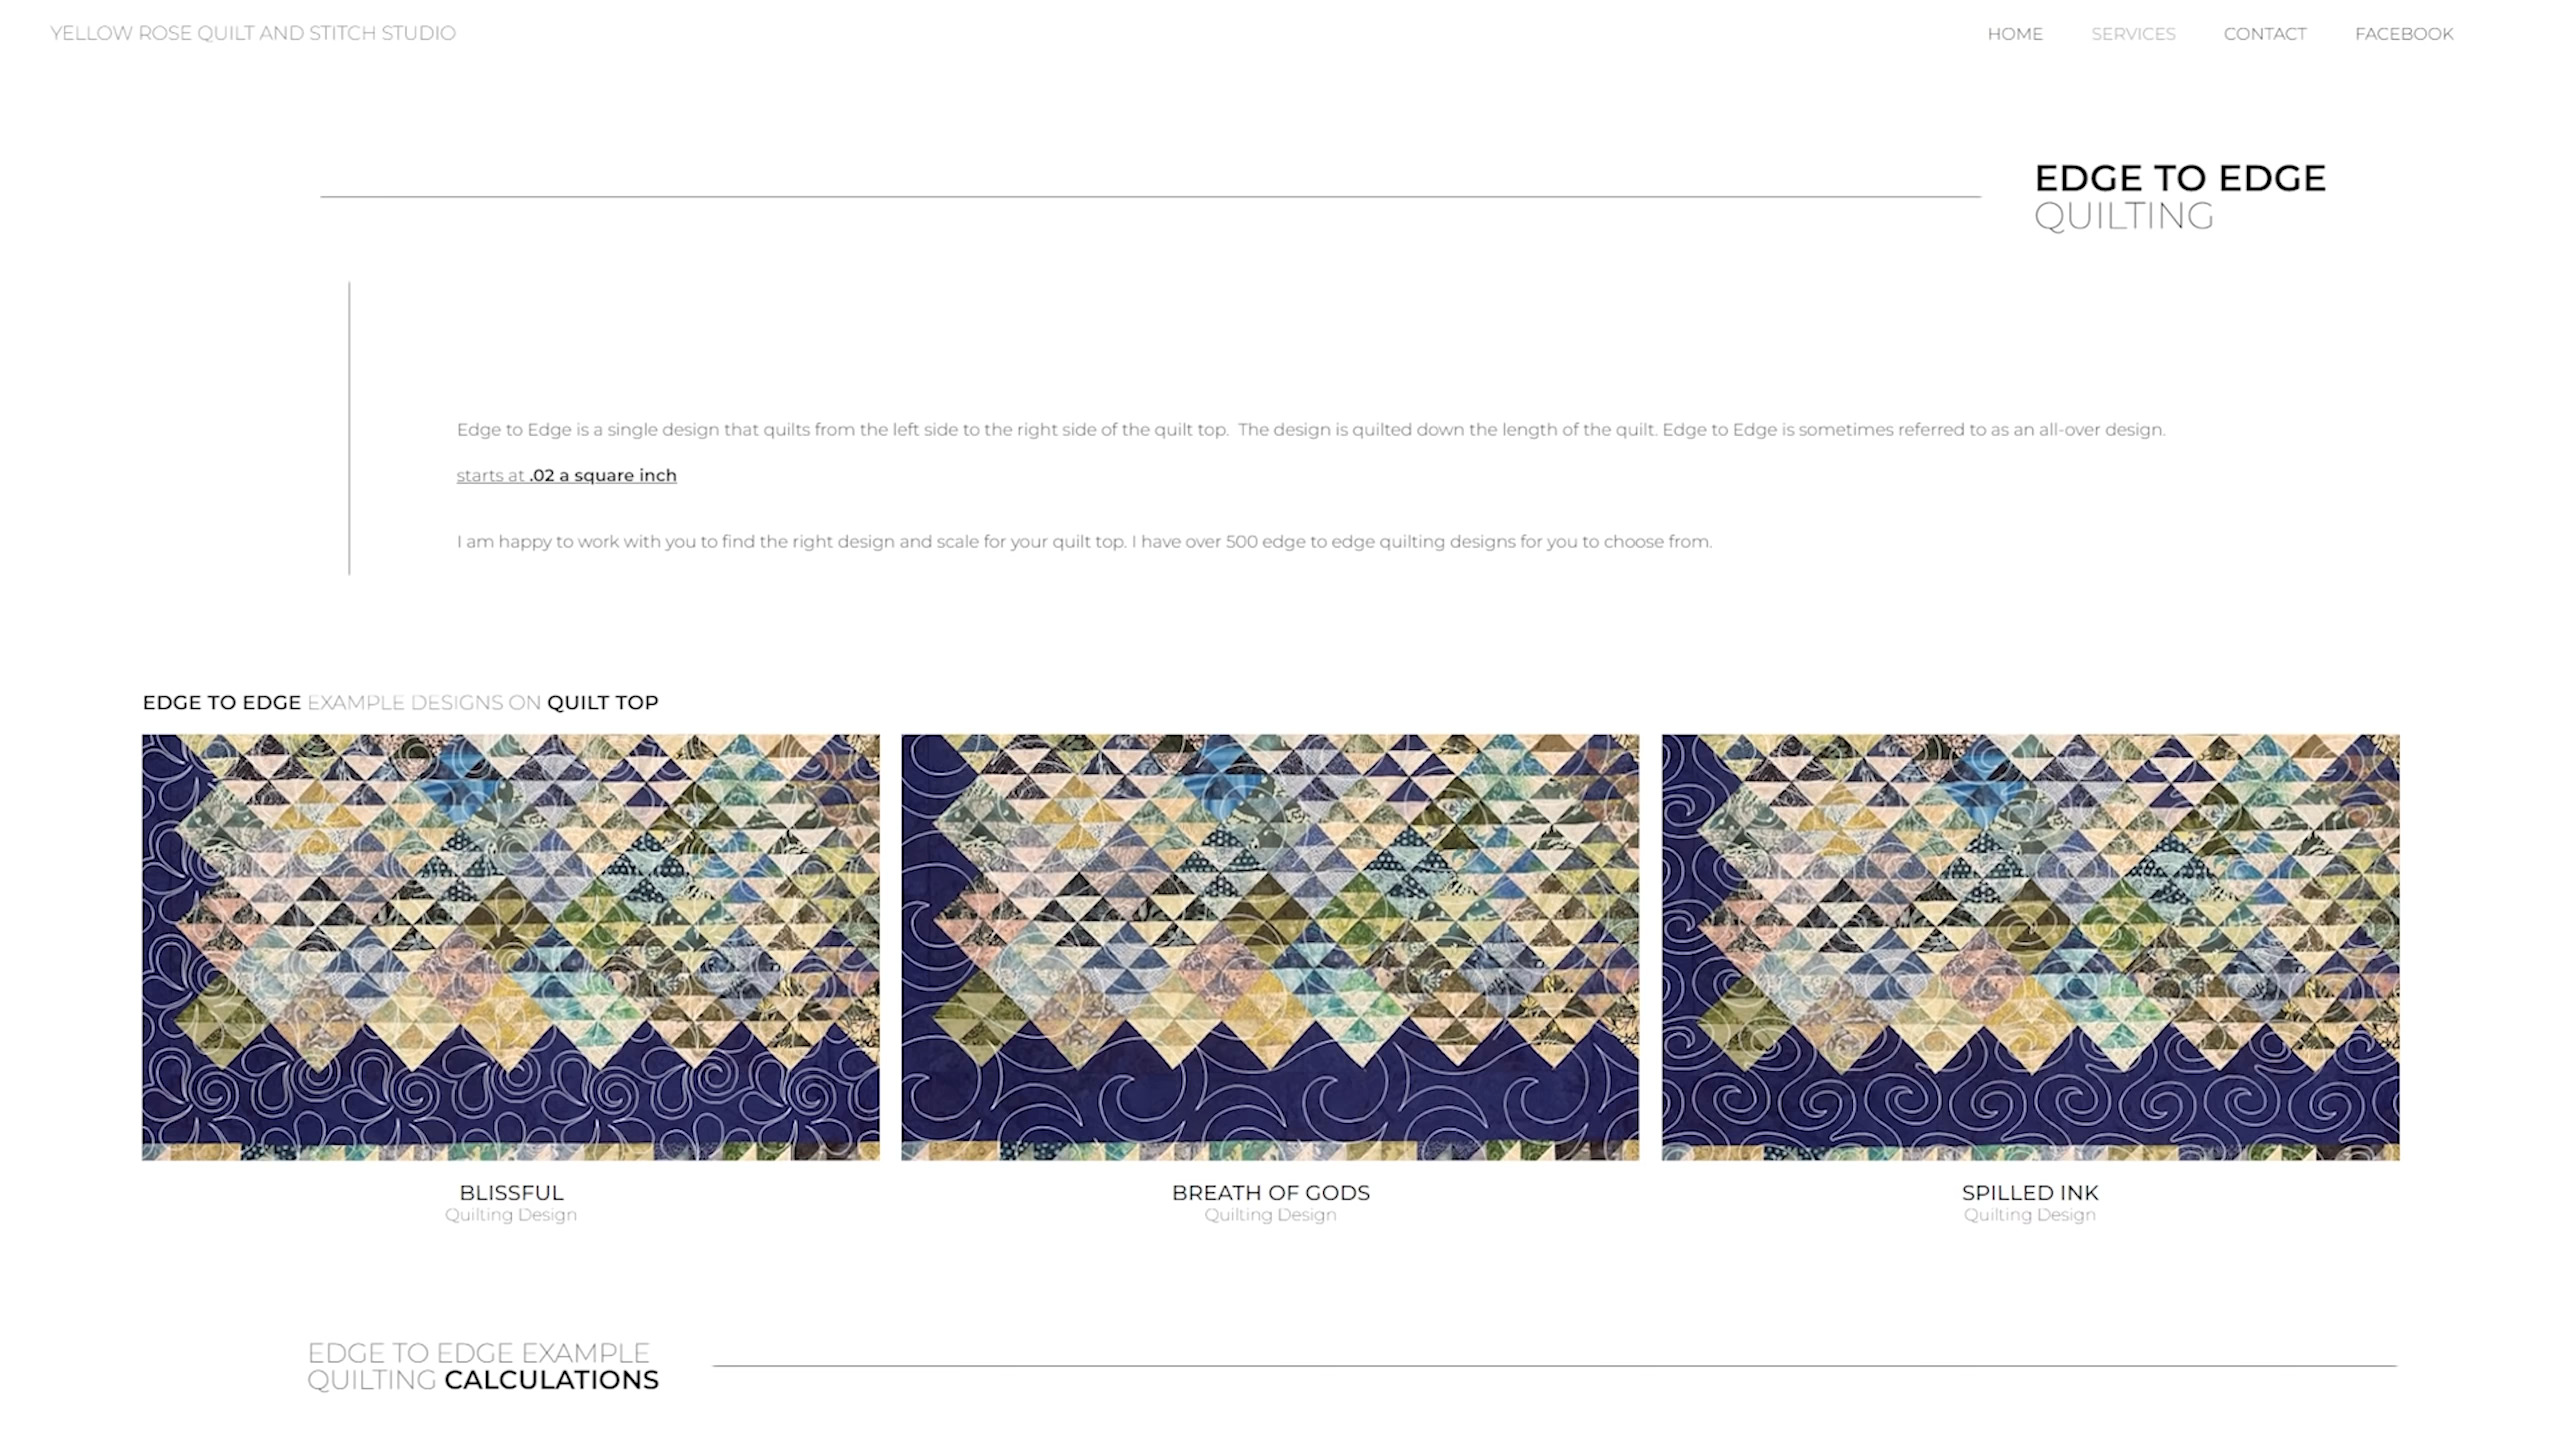 YELLOW ROSE QUILT AND STITCH STUDIO
HOME SERVICES CONTACT FACEBOOK
EDGE TO EDGE
QUILTING
Edge to Edge is a single design that quilts from the left side to the right side of the quilt top. The design is quilted down the length of the quilt. Edge to Edge is sometimes referred to as an all-over design.
starts at .02 a square inch
I am happy to work with you to find the right design and scale for your quilt top. I have over 500 edge to edge quilting designs for you to choose from.
EDGE TO EDGE EXAMPLE DESIGNS ON QUILT TOP
BLISSFUL
Quilting Design
BREATH OF GODS
Quilting Design
SPILLED INK
Quilting Design
EDGE TO EDGE EXAMPLE
QUILTING CALCULATIONS